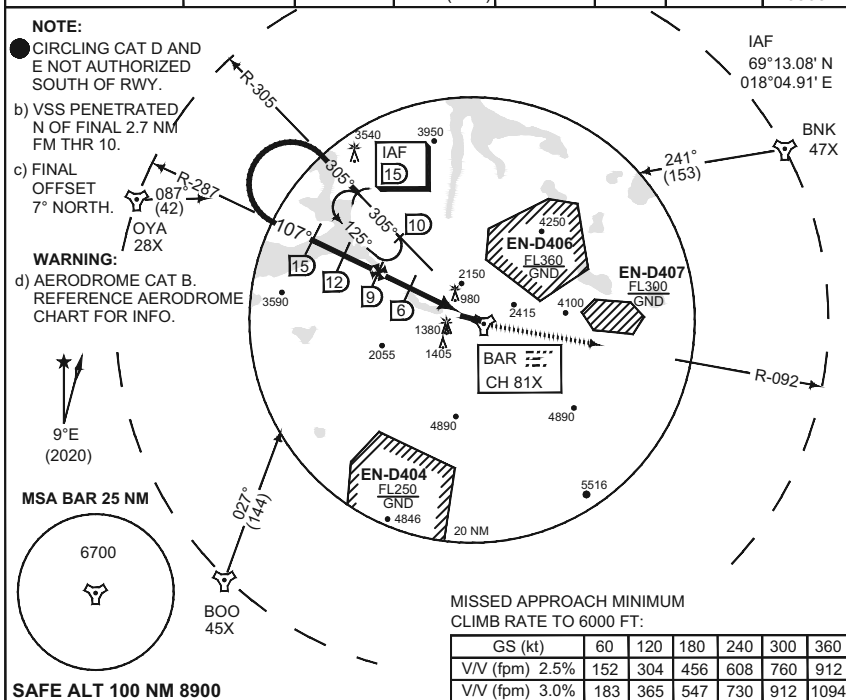 NOTE:
CIRCLING CAT D AND
E NOT AUTHORIZED
SOUTH OF RWY.
b) VSS PENETRATED
N OF FINAL 2.7 NM
FM THR 10.
c) FINAL
OFFSET
7° NORTH.
WARNING:
d) AERODROME CAT B.
REFERENCE AERODROME
CHART FOR INFO.
R-305
R-287
087°
(42)
OYA
28X
3540
3950
IAF
15
305°
305°
125°
10
107°
15
12
9
6
IAF
69°13.08' N
018°04.91' E
BNK
47X
241°
(153)
4250
EN-D406
FL360
GND
EN-D407
FL300
GND
3590
2150
980
2415
4100
1380
1405
2055
BAR
CH 81X
R-092
4890
4890
9°E
(2020)
EN-D404
FL250
GND
4846
5516
20 NM
027°
(144)
BOO
45X
MSA BAR 25 NM
6700
SAFE ALT 100 NM 8900
MISSED APPROACH MINIMUM
CLIMB RATE TO 6000 FT:
GS (kt) 60 120 180 240 300 360
V/V (fpm) 2.5% 152 304 456 608 760 912
V/V (fpm) 3.0% 183 365 547 730 912 1094